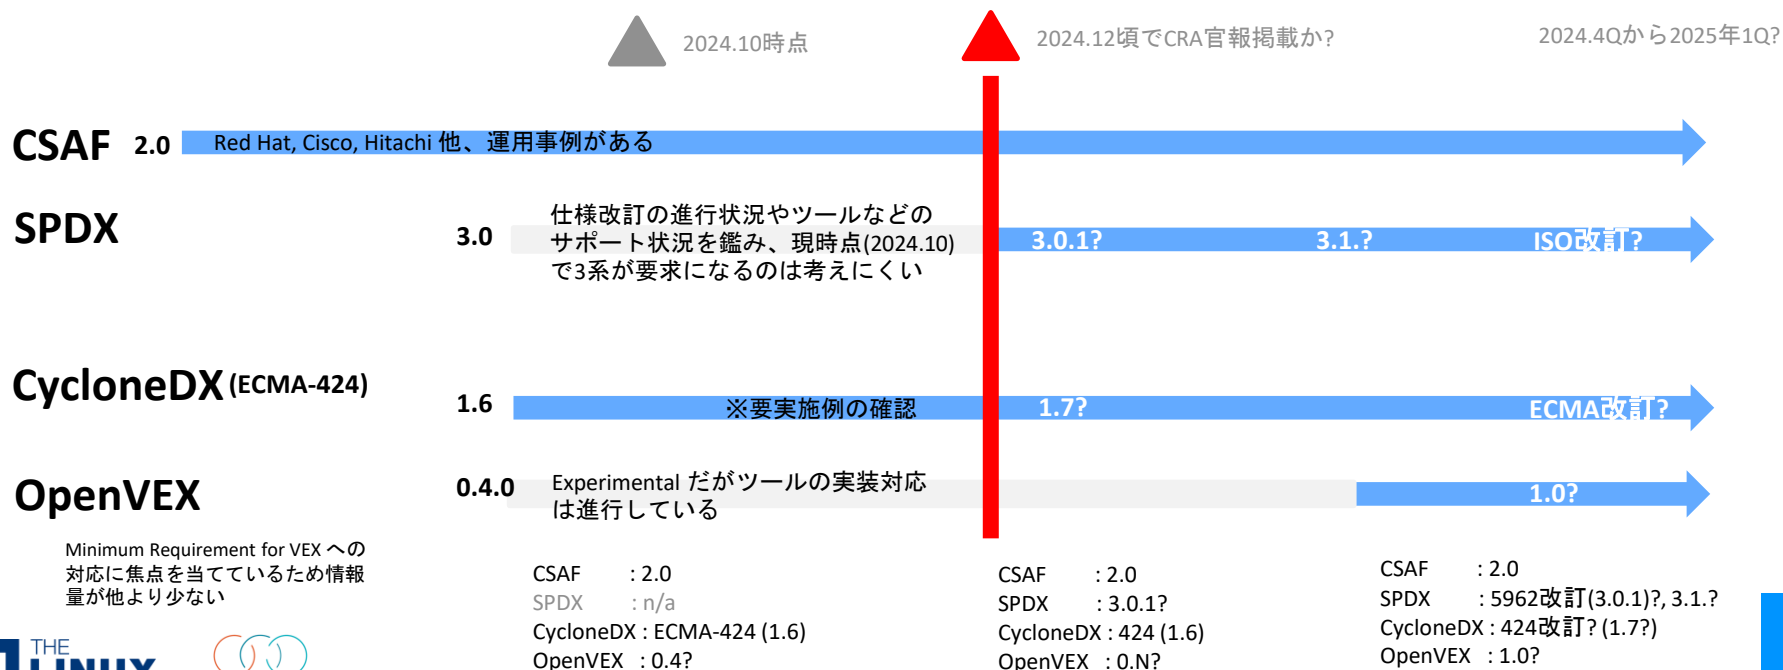 2024.10時点
2024.12頃でCRA官報掲載か?
2024.4Qから2025年1Q?
CSAF 2.0 Red Hat, Cisco, Hitachi 他、運用事例がある
SPDX 3.0
仕様改訂の進行状況やツールなどの
サポート状況を鑑み、現時点(2024.10)
で3系が要求になるのは考えにくい
3.0.1? 3.1.? ISO改訂?
CycloneDX (ECMA-424) 1.6 ※要実施例の確認 1.7? ECMA改訂?
OpenVEX 0.4.0
Experimental だがツールの実装対応
は進行している
1.0?
Minimum Requirement for VEX への
対応に焦点を当てているため情報
量が他より少ない
CSAF : 2.0
SPDX : n/a
CycloneDX : ECMA-424 (1.6)
OpenVEX : 0.4?
CSAF : 2.0
SPDX : 3.0.1?
CycloneDX : 424 (1.6)
OpenVEX : 0.N?
CSAF : 2.0
SPDX : 5962改訂(3.0.1)?, 3.1.?
CycloneDX : 424改訂? (1.7?)
OpenVEX : 1.0?
THE
LINUX